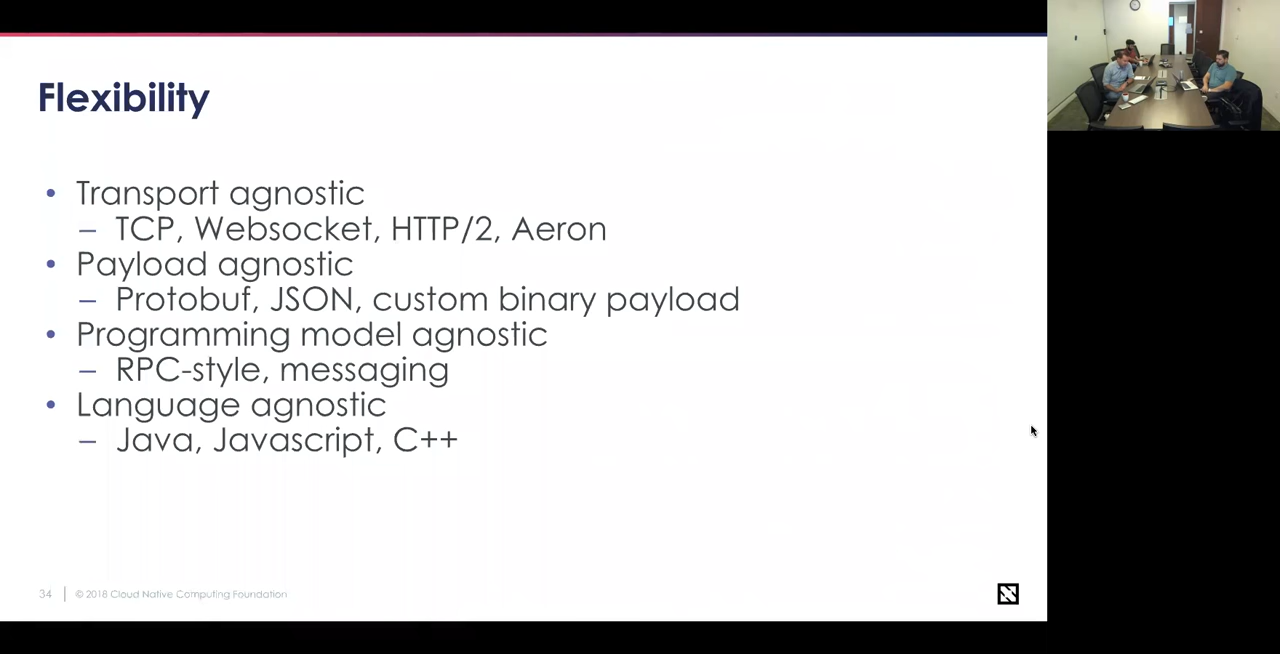 Flexibility
• Transport agnostic
– TCP, Websocket, HTTP/2, Aeron
• Payload agnostic
– Protobuf, JSON, custom binary payload
• Programming model agnostic
– RPC-style, messaging
• Language agnostic
– Java, Javascript, C++
34 | © 2018 Cloud Native Computing Foundation